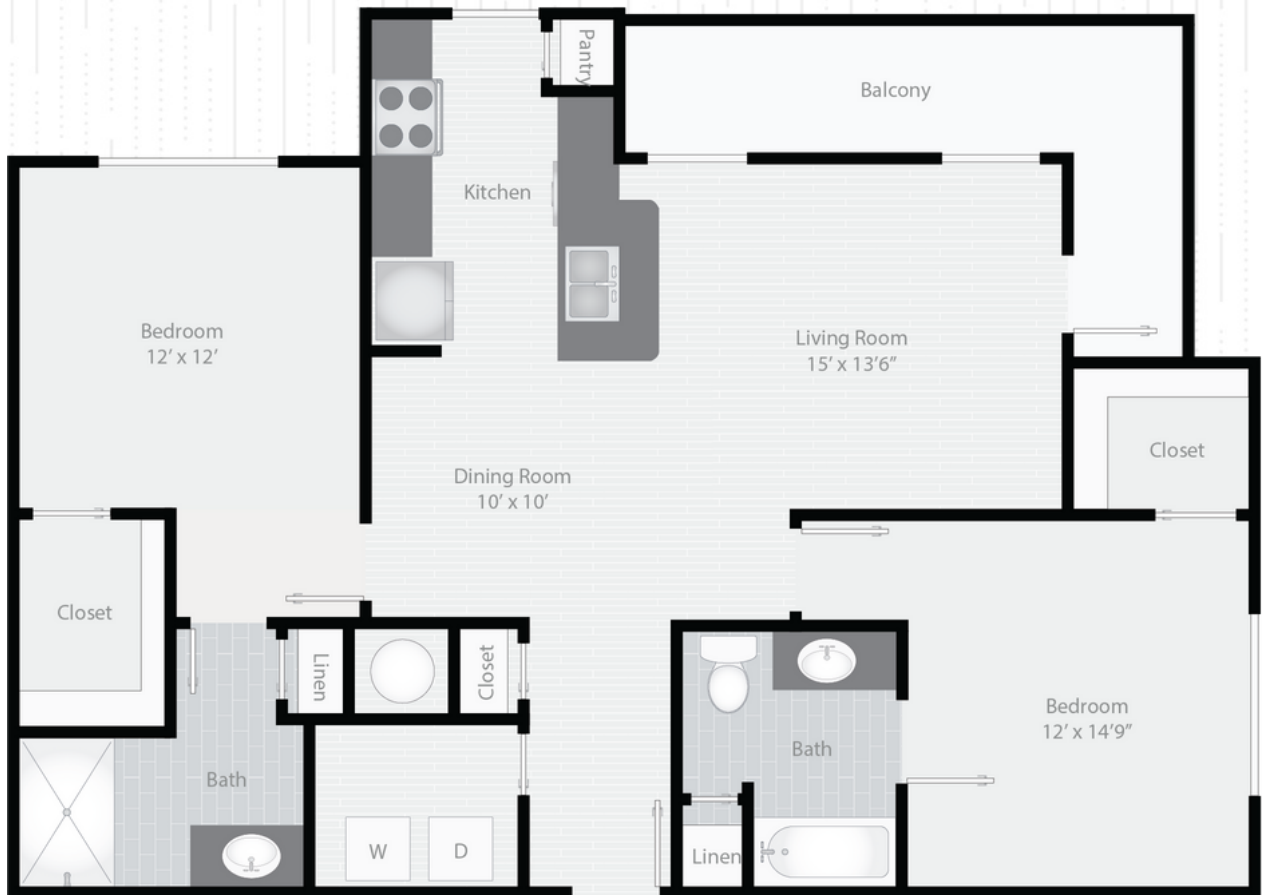 Pantry
Balcony
Kitchen
Bedroom
12’ x 12’
Living Room
15’ x 13’6”
Closet
Dining Room
10’ x 10’
Closet
Linen
Closet
Bedroom
12’ x 14’9”
Bath
Bath
W
D
Linen